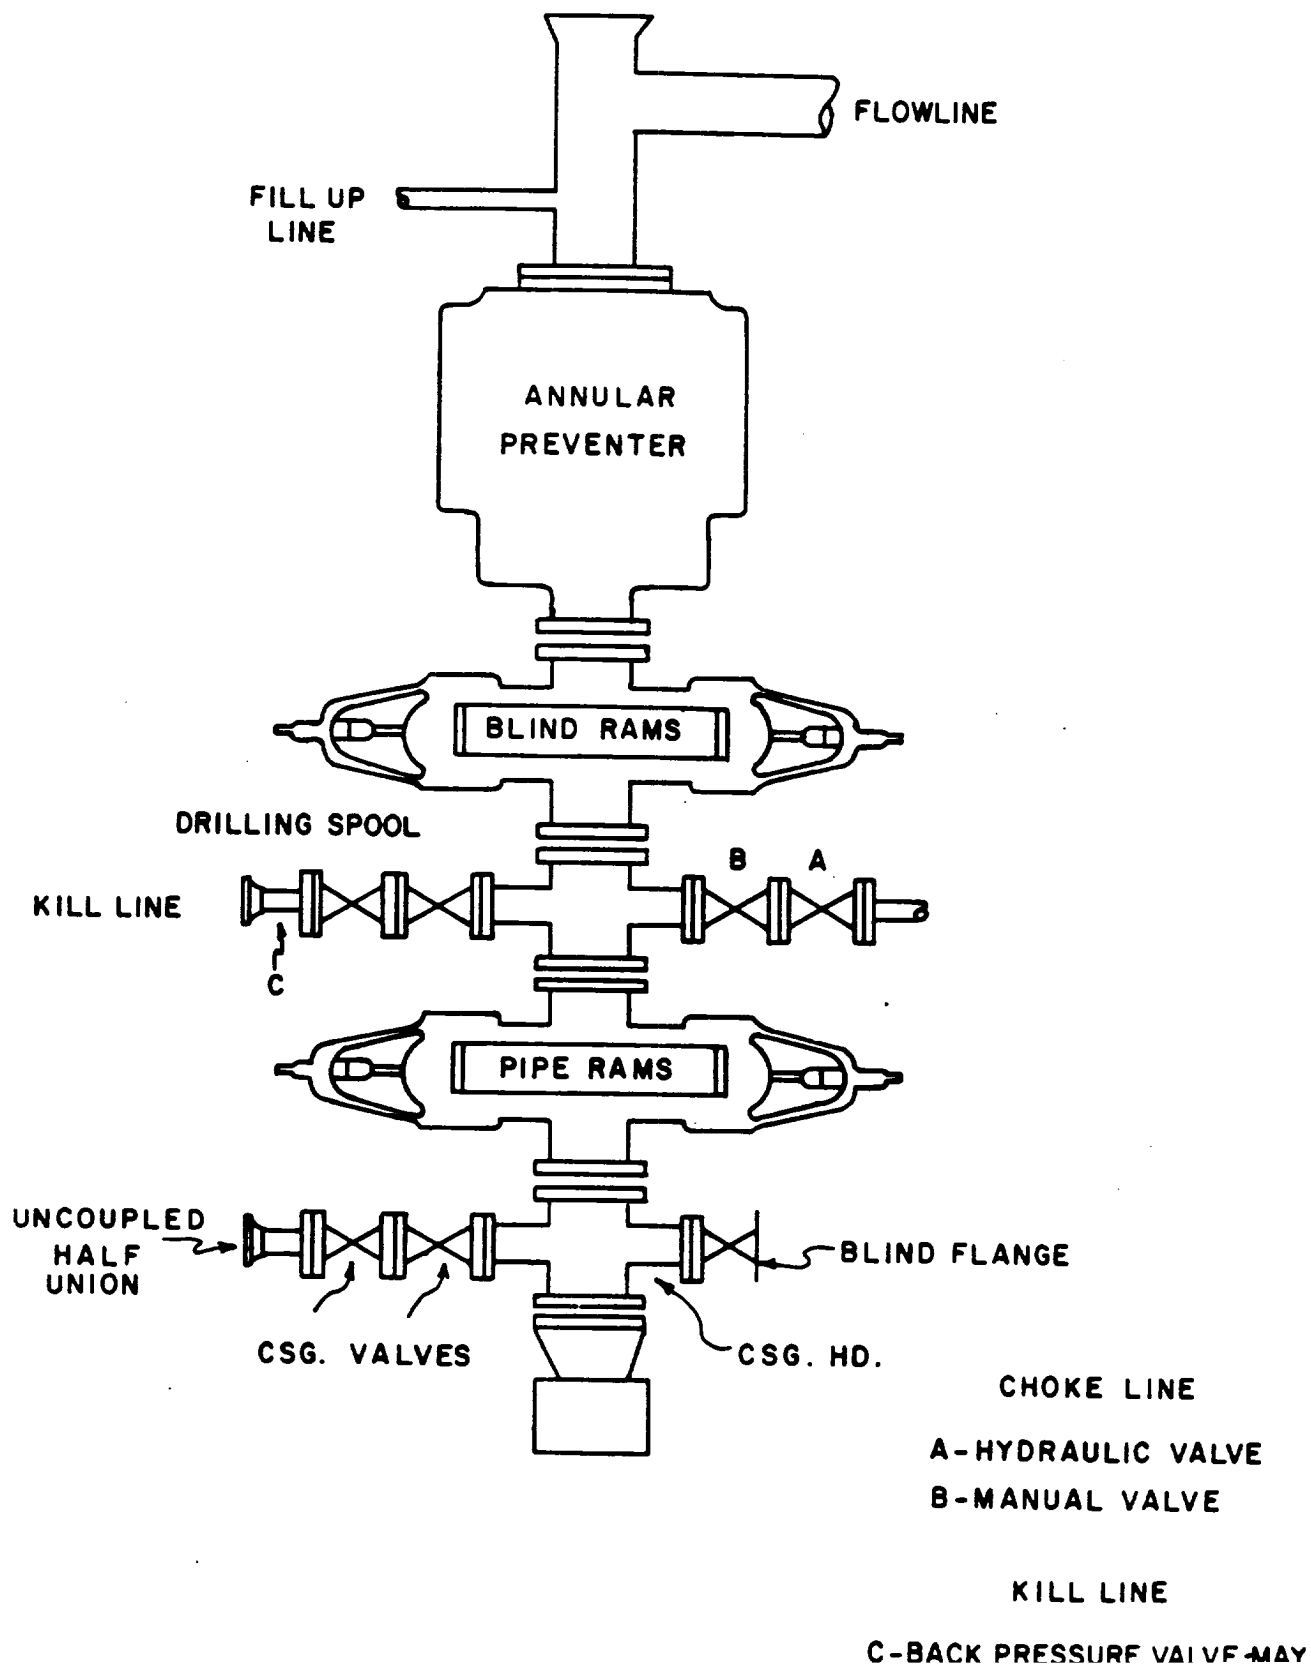 FLOWLINE
FILL UP
LINE
ANNULAR
PREVENTER
BLIND RAMS
DRILLING SPOOL
B A
KILL LINE
C
PIPE RAMS
UNCOUPLED
HALF
UNION
BLIND FLANGE
CSG. VALVES
CSG. HD.
CHOKE LINE
A-HYDRAULIC VALVE
B-MANUAL VALVE
KILL LINE
C-BACK PRESSURE VALVE-MAY